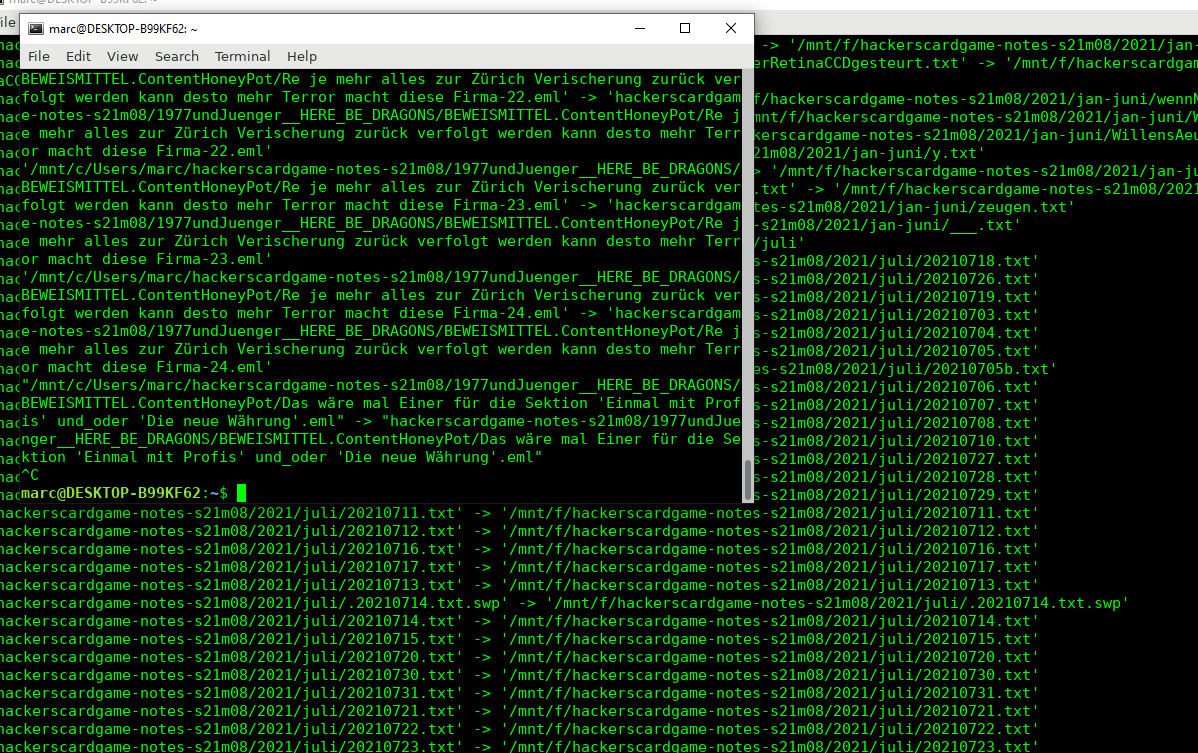 marc@DESKTOP-B99KF62: ~
File Edit View Search Terminal Help
BEWEISMITTEL.ContentHoneyPot/Re je mehr alles zur Zürich Verischerung zurück ver
folgt werden kann desto mehr Terror macht diese Firma-22.eml' -> 'hackerscardgam
e-notes-s21m08/1977undJuenger__HERE_BE_DRAGONS/BEWEISMITTEL.ContentHoneyPot/Re j
e mehr alles zur Zürich Verischerung zurück verfolgt werden kann desto mehr Terr
or macht diese Firma-22.eml'
'/mnt/c/Users/marc/hackerscardgame-notes-s21m08/1977undJuenger__HERE_BE_DRAGONS/
BEWEISMITTEL.ContentHoneyPot/Re je mehr alles zur Zürich Verischerung zurück ver
folgt werden kann desto mehr Terror macht diese Firma-23.eml' -> 'hackerscardgam
e-notes-s21m08/1977undJuenger__HERE_BE_DRAGONS/BEWEISMITTEL.ContentHoneyPot/Re j
e mehr alles zur Zürich Verischerung zurück verfolgt werden kann desto mehr Terr
or macht diese Firma-23.eml'
'/mnt/c/Users/marc/hackerscardgame-notes-s21m08/1977undJuenger__HERE_BE_DRAGONS/
BEWEISMITTEL.ContentHoneyPot/Re je mehr alles zur Zürich Verischerung zurück ver
folgt werden kann desto mehr Terror macht diese Firma-24.eml' -> 'hackerscardgam
e-notes-s21m08/1977undJuenger__HERE_BE_DRAGONS/BEWEISMITTEL.ContentHoneyPot/Re j
e mehr alles zur Zürich Verischerung zurück verfolgt werden kann desto mehr Terr
or macht diese Firma-24.eml'
"/mnt/c/Users/marc/hackerscardgame-notes-s21m08/1977undJuenger__HERE_BE_DRAGONS/
BEWEISMITTEL.ContentHoneyPot/Das wäre mal Einer für die Sektion 'Einmal mit Prof
is' und_oder 'Die neue Währung'.eml" -> "hackerscardgame-notes-s21m08/1977undJue
nger__HERE_BE_DRAGONS/BEWEISMITTEL.ContentHoneyPot/Das wäre mal Einer für die Se
ktion 'Einmal mit Profis' und_oder 'Die neue Währung'.eml"
^C
marc@DESKTOP-B99KF62:~$
-> '/mnt/f/hackerscardgame-notes-s21m08/2021/jan-
erRetinaCCDgesteurt.txt' -> '/mnt/f/hackerscardgam
f/hackerscardgame-notes-s21m08/2021/jan-juni/wennM
mnt/f/hackerscardgame-notes-s21m08/2021/jan-juni/W
kerscardgame-notes-s21m08/2021/jan-juni/WillensAeu
21m08/2021/jan-juni/y.txt'
> '/mnt/f/hackerscardgame-notes-s21m08/2021/jan-ju
.txt' -> '/mnt/f/hackerscardgame-notes-s21m08/2021
tes-s21m08/2021/jan-juni/zeugen.txt'
s-s21m08/2021/jan-juni/___.txt'
/juli'
s-s21m08/2021/juli/20210718.txt'
s-s21m08/2021/juli/20210726.txt'
s-s21m08/2021/juli/20210719.txt'
s-s21m08/2021/juli/20210703.txt'
s-s21m08/2021/juli/20210704.txt'
s-s21m08/2021/juli/20210705.txt'
es-s21m08/2021/juli/20210705b.txt'
s-s21m08/2021/juli/20210706.txt'
s-s21m08/2021/juli/20210707.txt'
s-s21m08/2021/juli/20210708.txt'
s-s21m08/2021/juli/20210710.txt'
s-s21m08/2021/juli/20210727.txt'
s-s21m08/2021/juli/20210728.txt'
s-s21m08/2021/juli/20210729.txt'
hackerscardgame-notes-s21m08/2021/juli/20210711.txt' -> '/mnt/f/hackerscardgame-notes-s21m08/2021/juli/20210711.txt'
hackerscardgame-notes-s21m08/2021/juli/20210712.txt' -> '/mnt/f/hackerscardgame-notes-s21m08/2021/juli/20210712.txt'
hackerscardgame-notes-s21m08/2021/juli/20210716.txt' -> '/mnt/f/hackerscardgame-notes-s21m08/2021/juli/20210716.txt'
hackerscardgame-notes-s21m08/2021/juli/20210717.txt' -> '/mnt/f/hackerscardgame-notes-s21m08/2021/juli/20210717.txt'
hackerscardgame-notes-s21m08/2021/juli/20210713.txt' -> '/mnt/f/hackerscardgame-notes-s21m08/2021/juli/20210713.txt'
hackerscardgame-notes-s21m08/2021/juli/.20210714.txt.swp' -> '/mnt/f/hackerscardgame-notes-s21m08/2021/juli/.20210714.txt.swp'
hackerscardgame-notes-s21m08/2021/juli/20210714.txt' -> '/mnt/f/hackerscardgame-notes-s21m08/2021/juli/20210714.txt'
hackerscardgame-notes-s21m08/2021/juli/20210715.txt' -> '/mnt/f/hackerscardgame-notes-s21m08/2021/juli/20210715.txt'
hackerscardgame-notes-s21m08/2021/juli/20210720.txt' -> '/mnt/f/hackerscardgame-notes-s21m08/2021/juli/20210720.txt'
hackerscardgame-notes-s21m08/2021/juli/20210730.txt' -> '/mnt/f/hackerscardgame-notes-s21m08/2021/juli/20210730.txt'
hackerscardgame-notes-s21m08/2021/juli/20210731.txt' -> '/mnt/f/hackerscardgame-notes-s21m08/2021/juli/20210731.txt'
hackerscardgame-notes-s21m08/2021/juli/20210721.txt' -> '/mnt/f/hackerscardgame-notes-s21m08/2021/juli/20210721.txt'
hackerscardgame-notes-s21m08/2021/juli/20210722.txt' -> '/mnt/f/hackerscardgame-notes-s21m08/2021/juli/20210722.txt'
hackerscardgame-notes-s21m08/2021/juli/20210723.txt' -> '/mnt/f/hackerscardgame-notes-s21m08/2021/juli/20210723.txt'